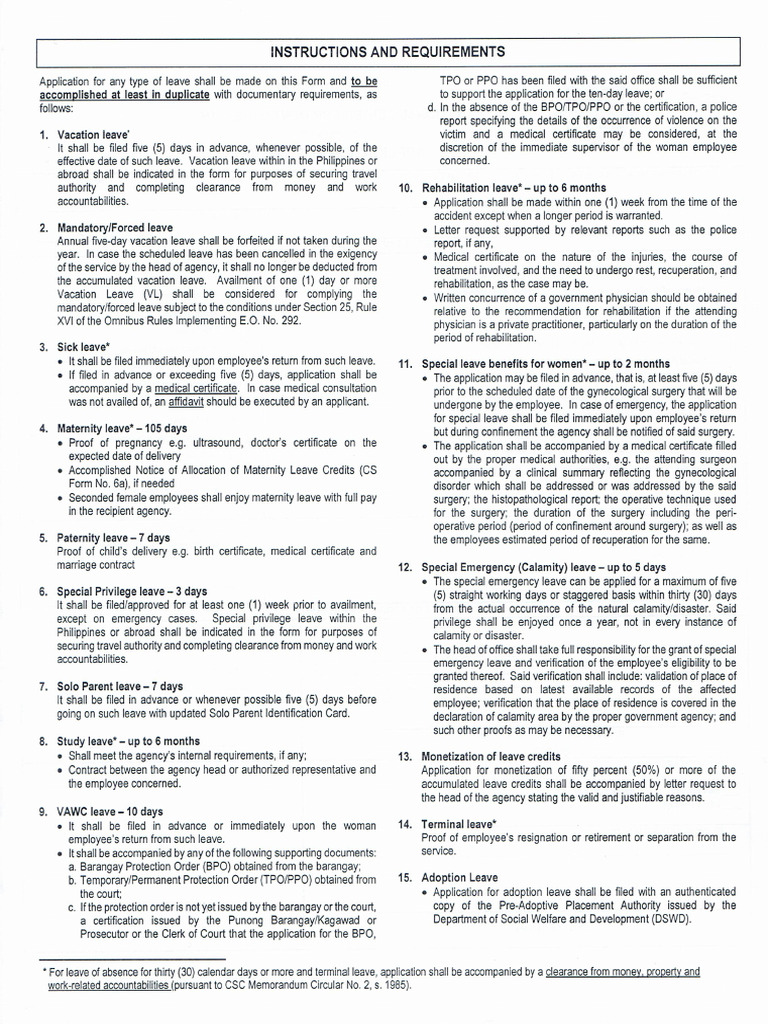 INSTRUCTIONS AND REQUIREMENTS
Application for any type of leave shall be made on this Form and to be
accomplished at least in duplicate with documentary requirements, as
follows:
1. Vacation leave*
It shall be filed five (5) days in advance, whenever possible, of the
effective date of such leave. Vacation leave within in the Philippines or
abroad shall be indicated in the form for purposes of securing travel
authority and completing clearance from money and work
accountabilities.
2. Mandatory/Forced leave
Annual five-day vacation leave shall be forfeited if not taken during the
year. In case the scheduled leave has been cancelled in the exigency
of the service by the head of agency, it shall no longer be deducted from
the accumulated vacation leave. Availment of one (1) day or more
Vacation Leave (VL) shall be considered for complying the
mandatory/forced leave subject to the conditions under Section 25, Rule
XVI of the Omnibus Rules Implementing E.O. No. 292.
3. Sick leave*
• It shall be filed immediately upon employee's return from such leave.
• If filed in advance or exceeding five (5) days, application shall be
accompanied by a medical certificate. In case medical consultation
was not availed of, an affidavit should be executed by an applicant.
4. Maternity leave* – 105 days
• Proof of pregnancy e.g. ultrasound, doctor's certificate on the
expected date of delivery
• Accomplished Notice of Allocation of Maternity Leave Credits (CS
Form No. 6a), if needed
• Seconded female employees shall enjoy maternity leave with full pay
in the recipient agency.
5. Paternity leave – 7 days
Proof of child's delivery e.g. birth certificate, medical certificate and
marriage contract
6. Special Privilege leave – 3 days
It shall be filed/approved for at least one (1) week prior to availment,
except on emergency cases. Special privilege leave within the
Philippines or abroad shall be indicated in the form for purposes of
securing travel authority and completing clearance from money and work
accountabilities.
7. Solo Parent leave – 7 days
It shall be filed in advance or whenever possible five (5) days before
going on such leave with updated Solo Parent Identification Card.
8. Study leave* – up to 6 months
• Shall meet the agency's internal requirements, if any;
• Contract between the agency head or authorized representative and
the employee concerned.
9. VAWC leave – 10 days
• It shall be filed in advance or immediately upon the woman
employee's return from such leave.
• It shall be accompanied by any of the following supporting documents:
a. Barangay Protection Order (BPO) obtained from the barangay;
b. Temporary/Permanent Protection Order (TPO/PPO) obtained from
the court;
c. If the protection order is not yet issued by the barangay or the court,
a certification issued by the Punong Barangay/Kagawad or
Prosecutor or the Clerk of Court that the application for the BPO,
TPO or PPO has been filed with the said office shall be sufficient
to support the application for the ten-day leave; or
d. In the absence of the BPO/TPO/PPO or the certification, a police
report specifying the details of the occurrence of violence on the
victim and a medical certificate may be considered, at the
discretion of the immediate supervisor of the woman employee
concerned.
10. Rehabilitation leave* – up to 6 months
• Application shall be made within one (1) week from the time of the
accident except when a longer period is warranted.
• Letter request supported by relevant reports such as the police
report, if any,
• Medical certificate on the nature of the injuries, the course of
treatment involved, and the need to undergo rest, recuperation, and
rehabilitation, as the case may be.
• Written concurrence of a government physician should be obtained
relative to the recommendation for rehabilitation if the attending
physician is a private practitioner, particularly on the duration of the
period of rehabilitation.
11. Special leave benefits for women* – up to 2 months
• The application may be filed in advance, that is, at least five (5) days
prior to the scheduled date of the gynecological surgery that will be
undergone by the employee. In case of emergency, the application
for special leave shall be filed immediately upon employee's return
but during confinement the agency shall be notified of said surgery.
• The application shall be accompanied by a medical certificate filled
out by the proper medical authorities, e.g. the attending surgeon
accompanied by a clinical summary reflecting the gynecological
disorder which shall be addressed or was addressed by the said
surgery; the histopathological report; the operative technique used
for the surgery; the duration of the surgery including the peri-
operative period (period of confinement around surgery); as well as
the employees estimated period of recuperation for the same.
12. Special Emergency (Calamity) leave – up to 5 days
• The special emergency leave can be applied for a maximum of five
(5) straight working days or staggered basis within thirty (30) days
from the actual occurrence of the natural calamity/disaster. Said
privilege shall be enjoyed once a year, not in every instance of
calamity or disaster.
• The head of office shall take full responsibility for the grant of special
emergency leave and verification of the employee's eligibility to be
granted thereof. Said verification shall include: validation of place of
residence based on latest available records of the affected
employee; verification that the place of residence is covered in the
declaration of calamity area by the proper government agency; and
such other proofs as may be necessary.
13. Monetization of leave credits
Application for monetization of fifty percent (50%) or more of the
accumulated leave credits shall be accompanied by letter request to
the head of the agency stating the valid and justifiable reasons.
14. Terminal leave*
Proof of employee's resignation or retirement or separation from the
service.
15. Adoption Leave
• Application for adoption leave shall be filed with an authenticated
copy of the Pre-Adoptive Placement Authority issued by the
Department of Social Welfare and Development (DSWD).
* For leave of absence for thirty (30) calendar days or more and terminal leave, application shall be accompanied by a clearance from money, property and
work-related accountabilities (pursuant to CSC Memorandum Circular No. 2, s. 1985).